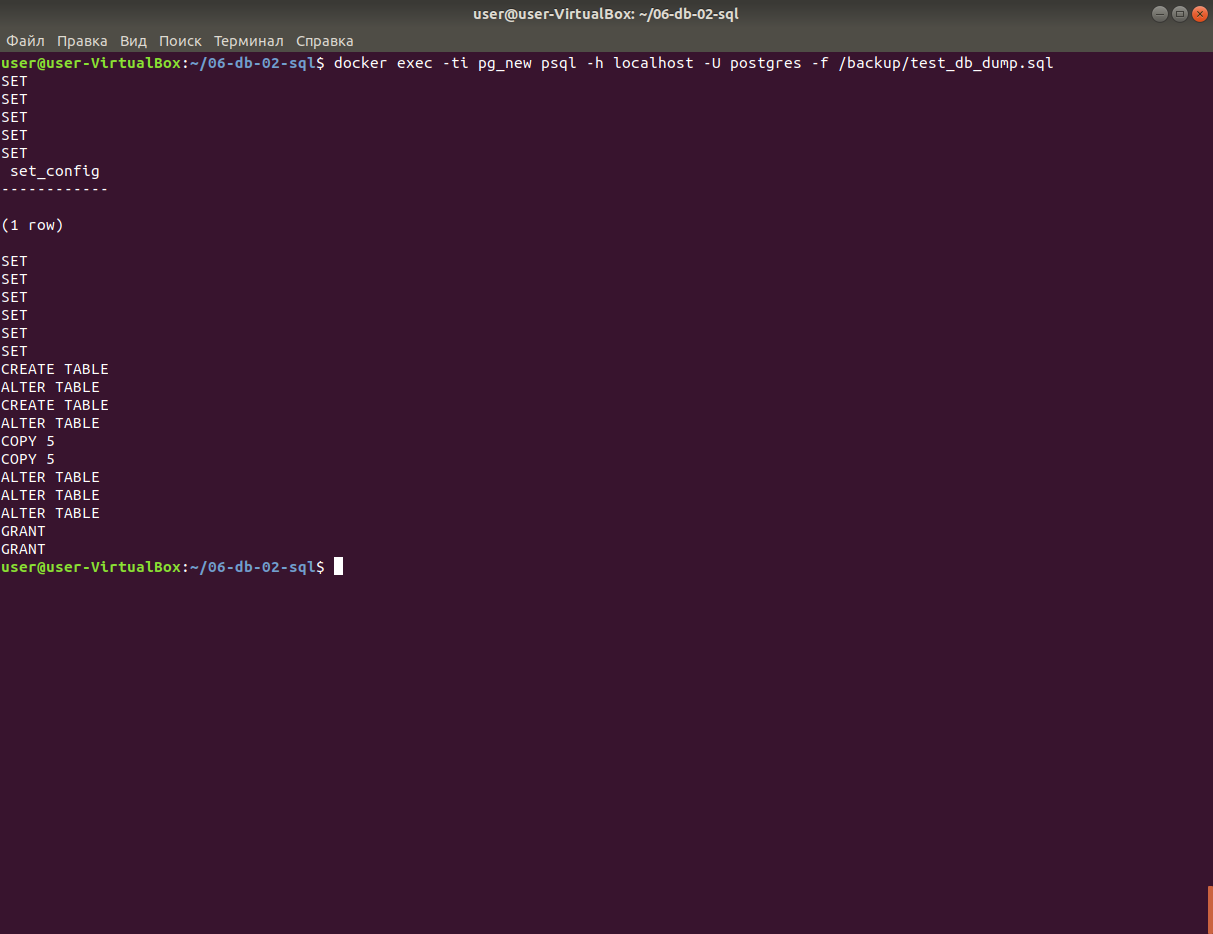 user@user-VirtualBox: ~/06-db-02-sql
Файл Правка Вид Поиск Терминал Справка
user@user-VirtualBox:~/06-db-02-sql$ docker exec -ti pg_new psql -h localhost -U postgres -f /backup/test_db_dump.sql
SET
SET
SET
SET
SET
 set_config
------------

(1 row)

SET
SET
SET
SET
SET
SET
CREATE TABLE
ALTER TABLE
CREATE TABLE
ALTER TABLE
COPY 5
COPY 5
ALTER TABLE
ALTER TABLE
ALTER TABLE
GRANT
GRANT
user@user-VirtualBox:~/06-db-02-sql$